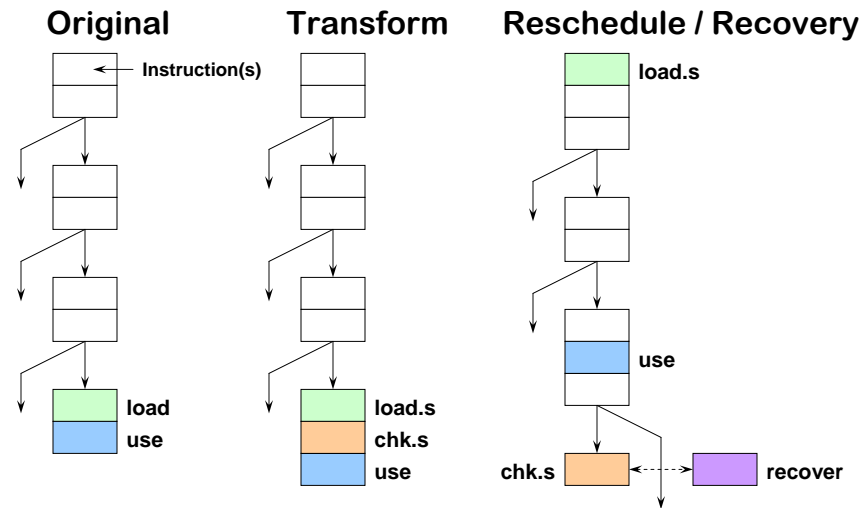 Original
Transform
Reschedule / Recovery
Instruction(s)
load.s
use
load
use
load.s
chk.s
use
chk.s
recover